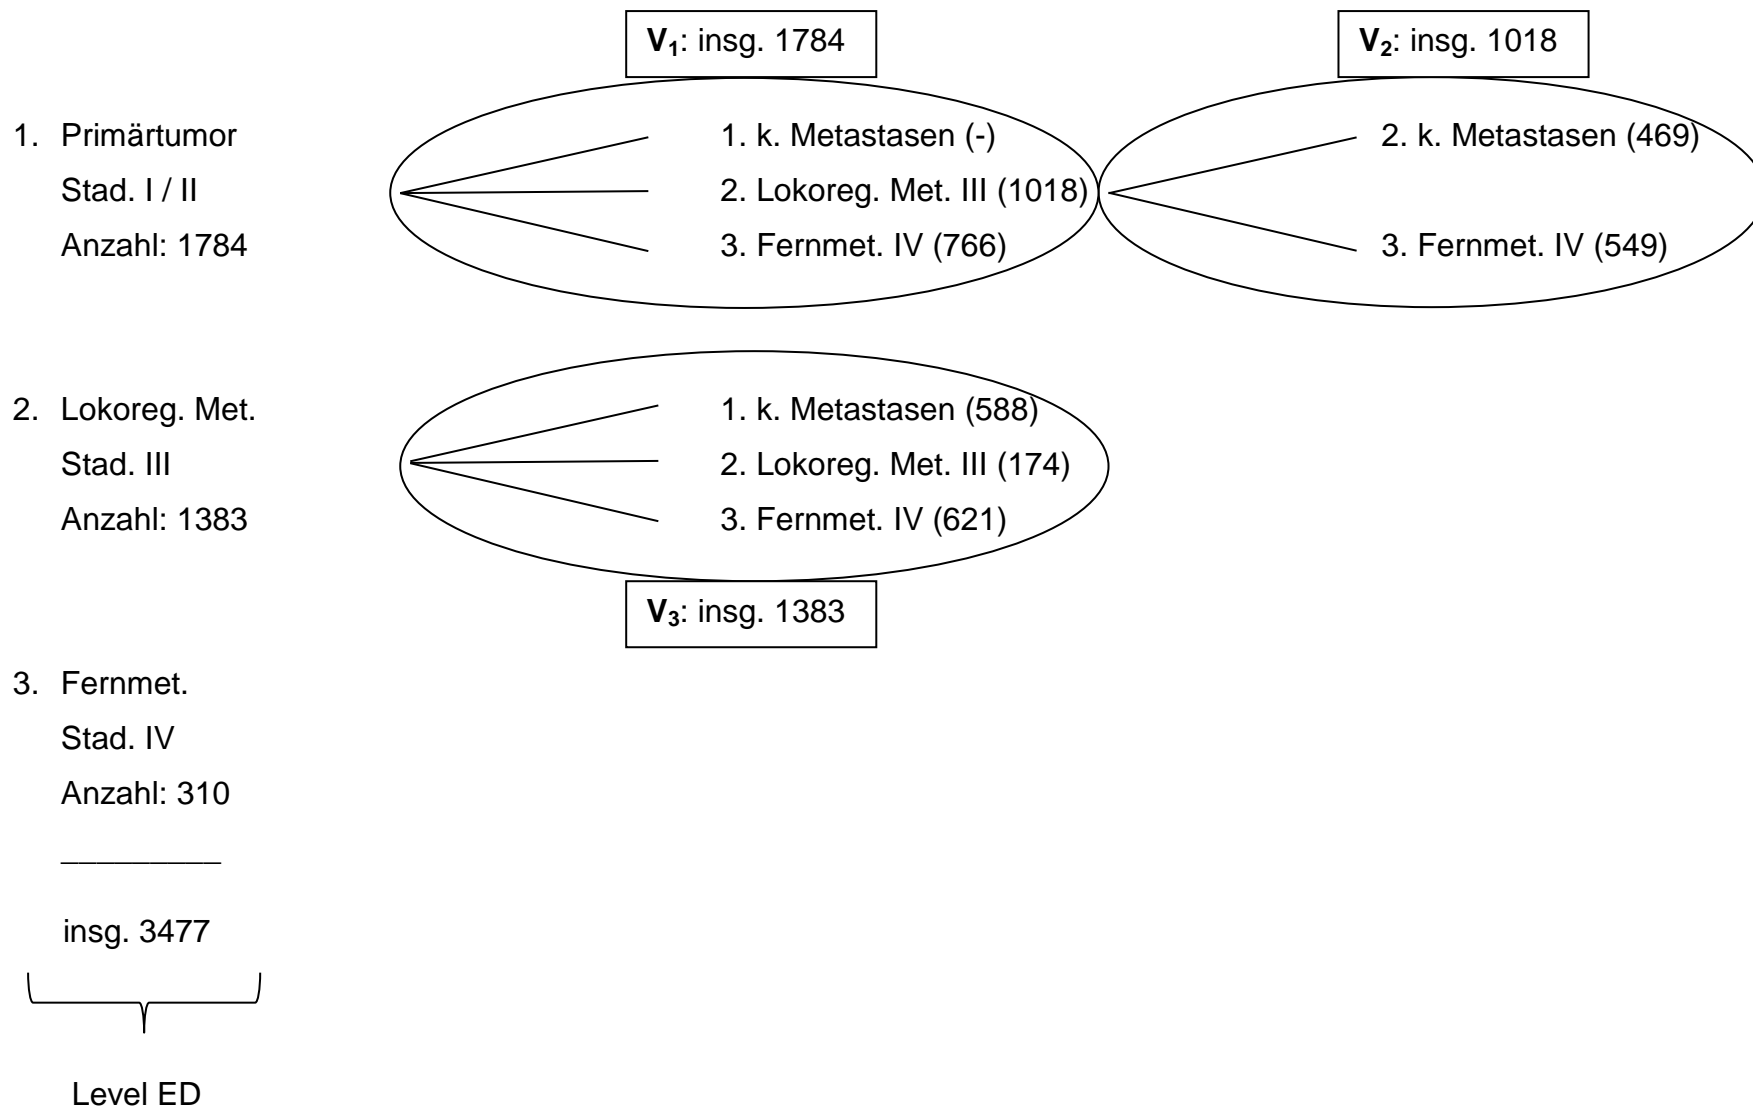 V1: insg. 1784
V2: insg. 1018
1. Primärtumor
Stad. I / II
Anzahl: 1784
1. k. Metastasen (-)
2. Lokoreg. Met. III (1018)
3. Fernmet. IV (766)
2. k. Metastasen (469)
3. Fernmet. IV (549)
2. Lokoreg. Met.
Stad. III
Anzahl: 1383
1. k. Metastasen (588)
2. Lokoreg. Met. III (174)
3. Fernmet. IV (621)
V3: insg. 1383
3. Fernmet.
Stad. IV
Anzahl: 310
_________
insg. 3477
Level ED